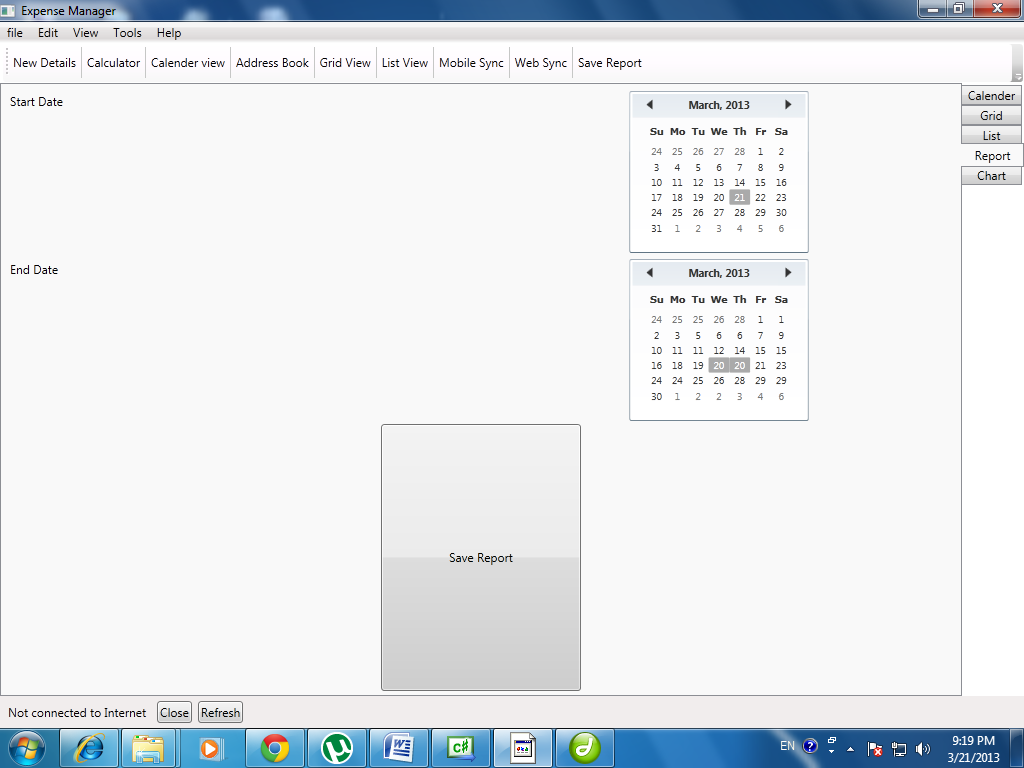 Expense Manager
file Edit View Tools Help
New Details Calculator Calender view Address Book Grid View List View Mobile Sync Web Sync Save Report
Start Date
March, 2013
Su Mo Tu We Th Fr Sa
24 25 26 27 28 1 2
3 4 5 6 7 8 9
10 11 12 13 14 15 16
17 18 19 20 21 22 23
24 25 26 27 28 29 30
31 1 2 3 4 5 6
End Date
March, 2013
Su Mo Tu We Th Fr Sa
24 25 25 26 28 1 1
2 3 5 6 6 7 9
10 11 11 12 14 15 15
16 18 19 20 20 21 23
24 24 25 26 28 29 29
30 1 2 2 3 4 6
Save Report
Calender
Grid
List
Report
Chart
Not connected to Internet Close Refresh
EN
9:19 PM
3/21/2013